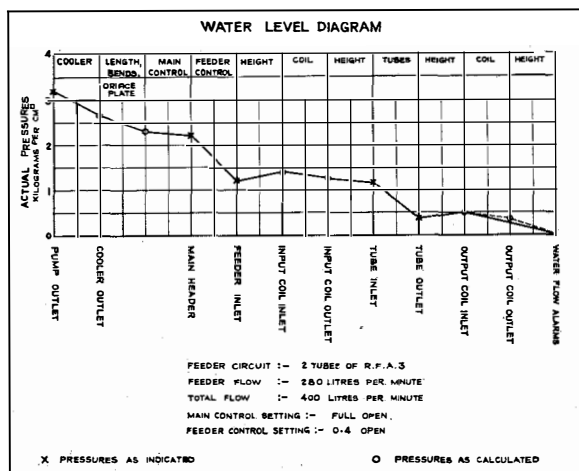 WATER LEVEL DIAGRAM
COOLER
LENGTH, BENDS, ORIFICE PLATE
MAIN CONTROL
FEEDER CONTROL
HEIGHT
COIL
HEIGHT
TUBES
HEIGHT
COIL
HEIGHT
ACTUAL PRESSURES
KILOGRAMS PER CM□
4
3
2
1
0
PUMP OUTLET
COOLER OUTLET
MAIN HEADER
FEEDER INLET
INPUT COIL INLET
INPUT COIL OUTLET
TUBE INLET
TUBE OUTLET
OUTPUT COIL INLET
OUTPUT COIL OUTLET
WATER FLOW ALARMS
FEEDER CIRCUIT :- 2 TUBES OF R.F.A.3
FEEDER FLOW :- 280 LITRES PER MINUTE
TOTAL FLOW :- 400 LITRES PER MINUTE
MAIN CONTROL SETTING :- FULL OPEN.
FEEDER CONTROL SETTING :- 0·4 OPEN
X PRESSURES AS INDICATED
O PRESSURES AS CALCULATED